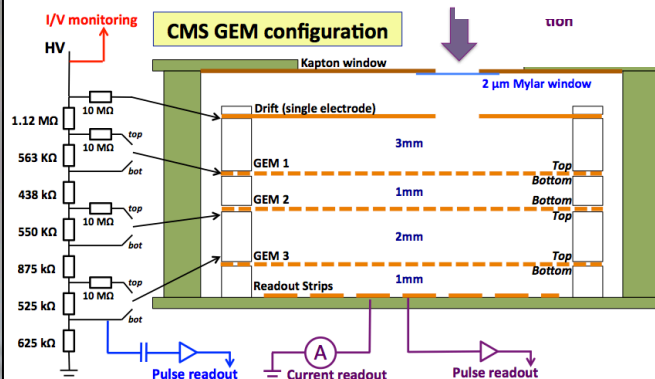 I/V monitoring
HV
CMS GEM configuration
tion
Kapton window
2 μm Mylar window
10 MΩ
Drift (single electrode)
1.12 MΩ
top
10 MΩ
3mm
563 KΩ
bot
GEM 1
Top
Bottom
438 kΩ
1mm
GEM 2
Bottom
top
10 MΩ
Top
550 kΩ
bot
2mm
875 kΩ
GEM 3
Top
Bottom
top
10 MΩ
1mm
Readout Strips
525 kΩ
bot
625 kΩ
A
Pulse readout
Current readout
Pulse readout